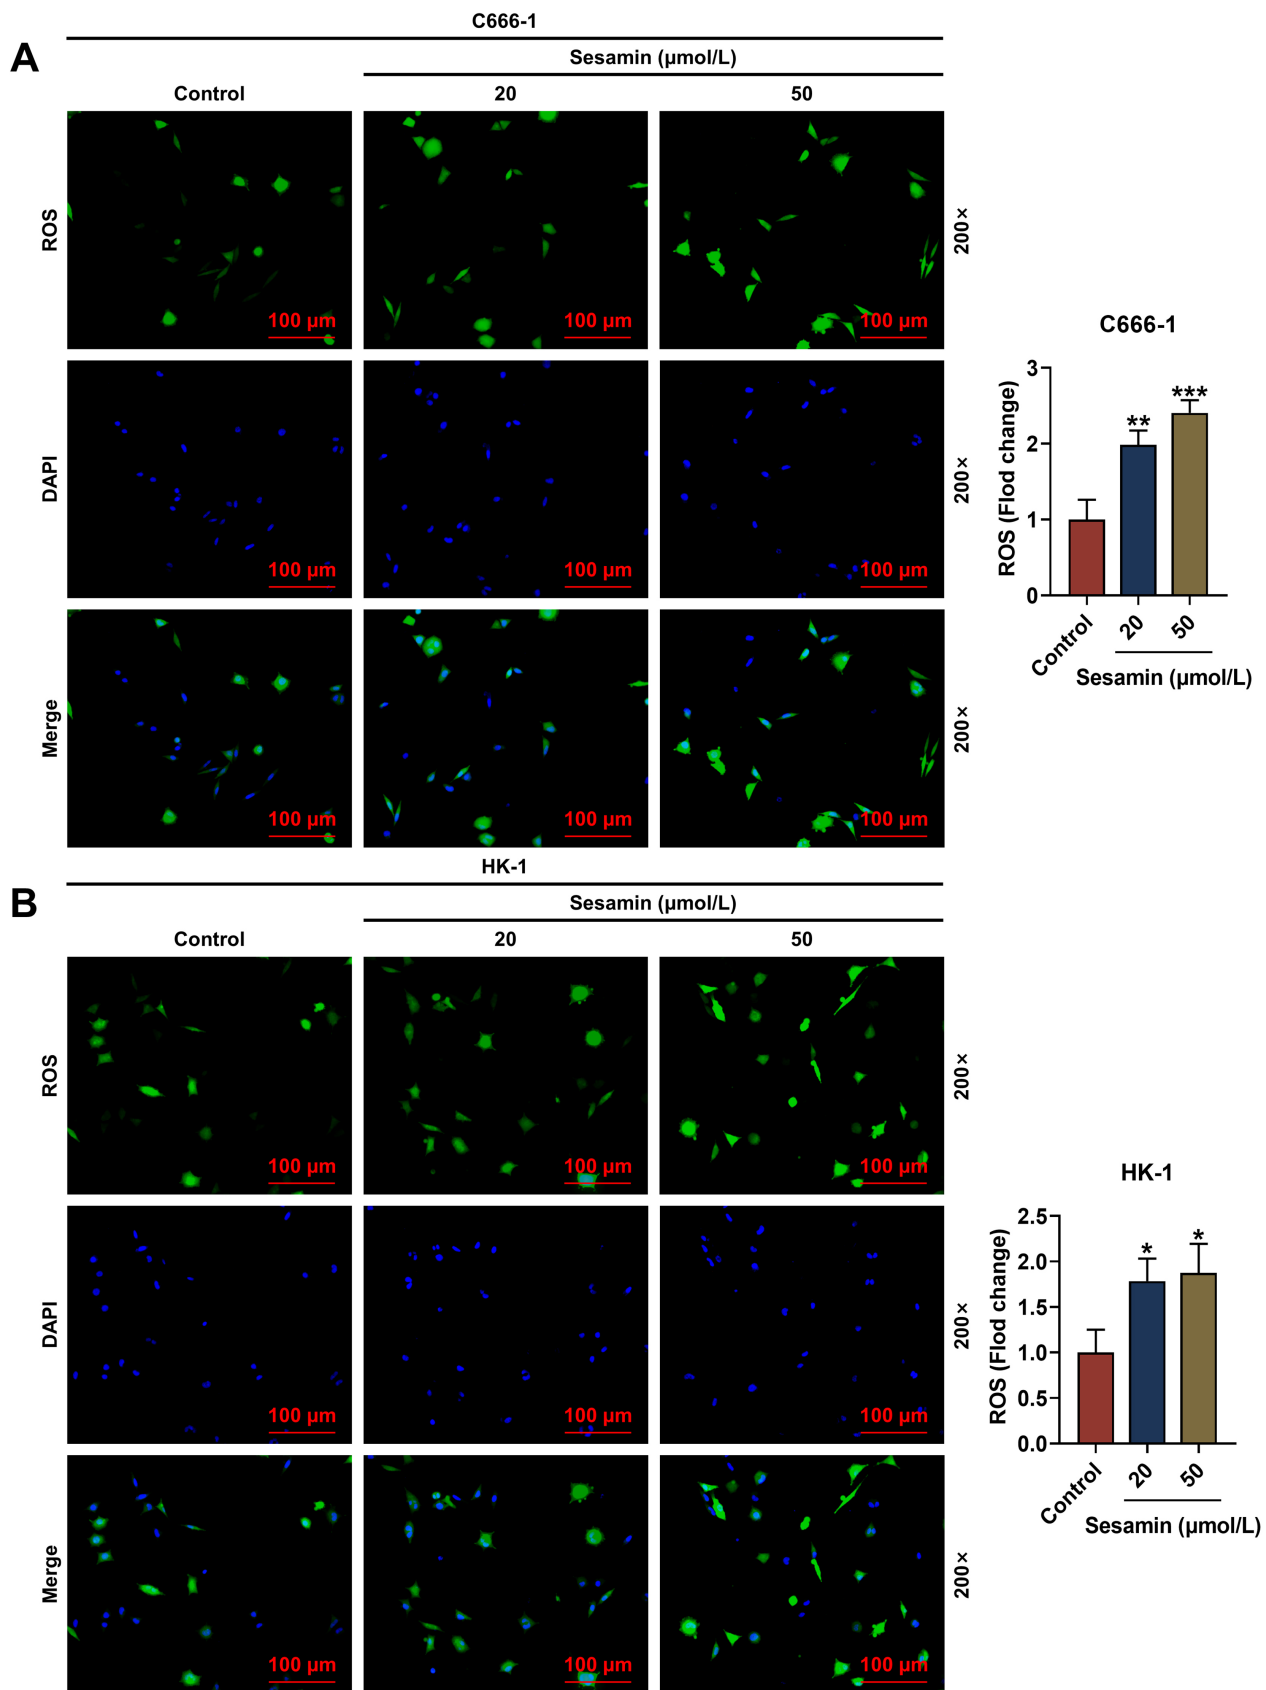 C666-1
A
Sesamin (µmol/L)
Control 20 50
ROS 200×
100 µm 100 µm 100 µm
DAPI 200×
100 µm 100 µm 100 µm
Merge 200×
100 µm 100 µm 100 µm
C666-1
ROS (Flod change)
3
2
1
0
** ***
Control 20 50
Sesamin (µmol/L)
HK-1
B
Sesamin (µmol/L)
Control 20 50
ROS 200×
100 µm 100 µm 100 µm
DAPI 200×
100 µm 100 µm 100 µm
Merge 200×
100 µm 100 µm 100 µm
HK-1
ROS (Flod change)
2.5
2.0
1.5
1.0
0.5
0.0
* *
Control 20 50
Sesamin (µmol/L)